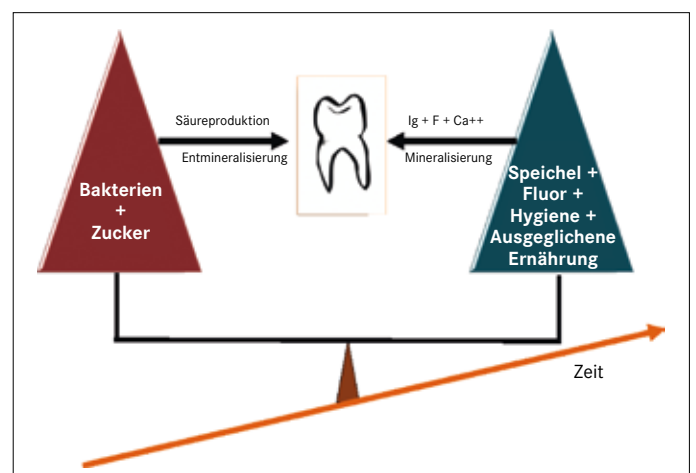 Säureproduktion
Entmineralisierung
Ig + F + Ca++
Mineralisierung
Bakterien
+
Zucker
Speichel +
Fluor +
Hygiene +
Ausgeglichene
Ernährung
Zeit